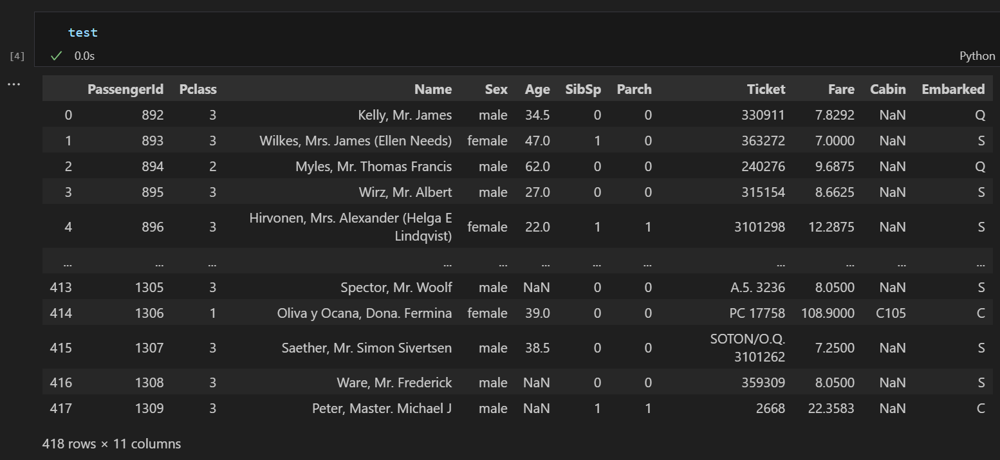 test
[4]
0.0s
Python
...
PassengerId Pclass Name Sex Age SibSp Parch Ticket Fare Cabin Embarked
0 892 3 Kelly, Mr. James male 34.5 0 0 330911 7.8292 NaN Q
1 893 3 Wilkes, Mrs. James (Ellen Needs) female 47.0 1 0 363272 7.0000 NaN S
2 894 2 Myles, Mr. Thomas Francis male 62.0 0 0 240276 9.6875 NaN Q
3 895 3 Wirz, Mr. Albert male 27.0 0 0 315154 8.6625 NaN S
4 896 3 Hirvonen, Mrs. Alexander (Helga E
Lindqvist) female 22.0 1 1 3101298 12.2875 NaN S
... ... ... ... ... ... ... ... ... ... ... ...
413 1305 3 Spector, Mr. Woolf male NaN 0 0 A.5. 3236 8.0500 NaN S
414 1306 1 Oliva y Ocana, Dona. Fermina female 39.0 0 0 PC 17758 108.9000 C105 C
415 1307 3 Saether, Mr. Simon Sivertsen male 38.5 0 0 SOTON/O.Q.
3101262 7.2500 NaN S
416 1308 3 Ware, Mr. Frederick male NaN 0 0 359309 8.0500 NaN S
417 1309 3 Peter, Master. Michael J male NaN 1 1 2668 22.3583 NaN C
418 rows × 11 columns